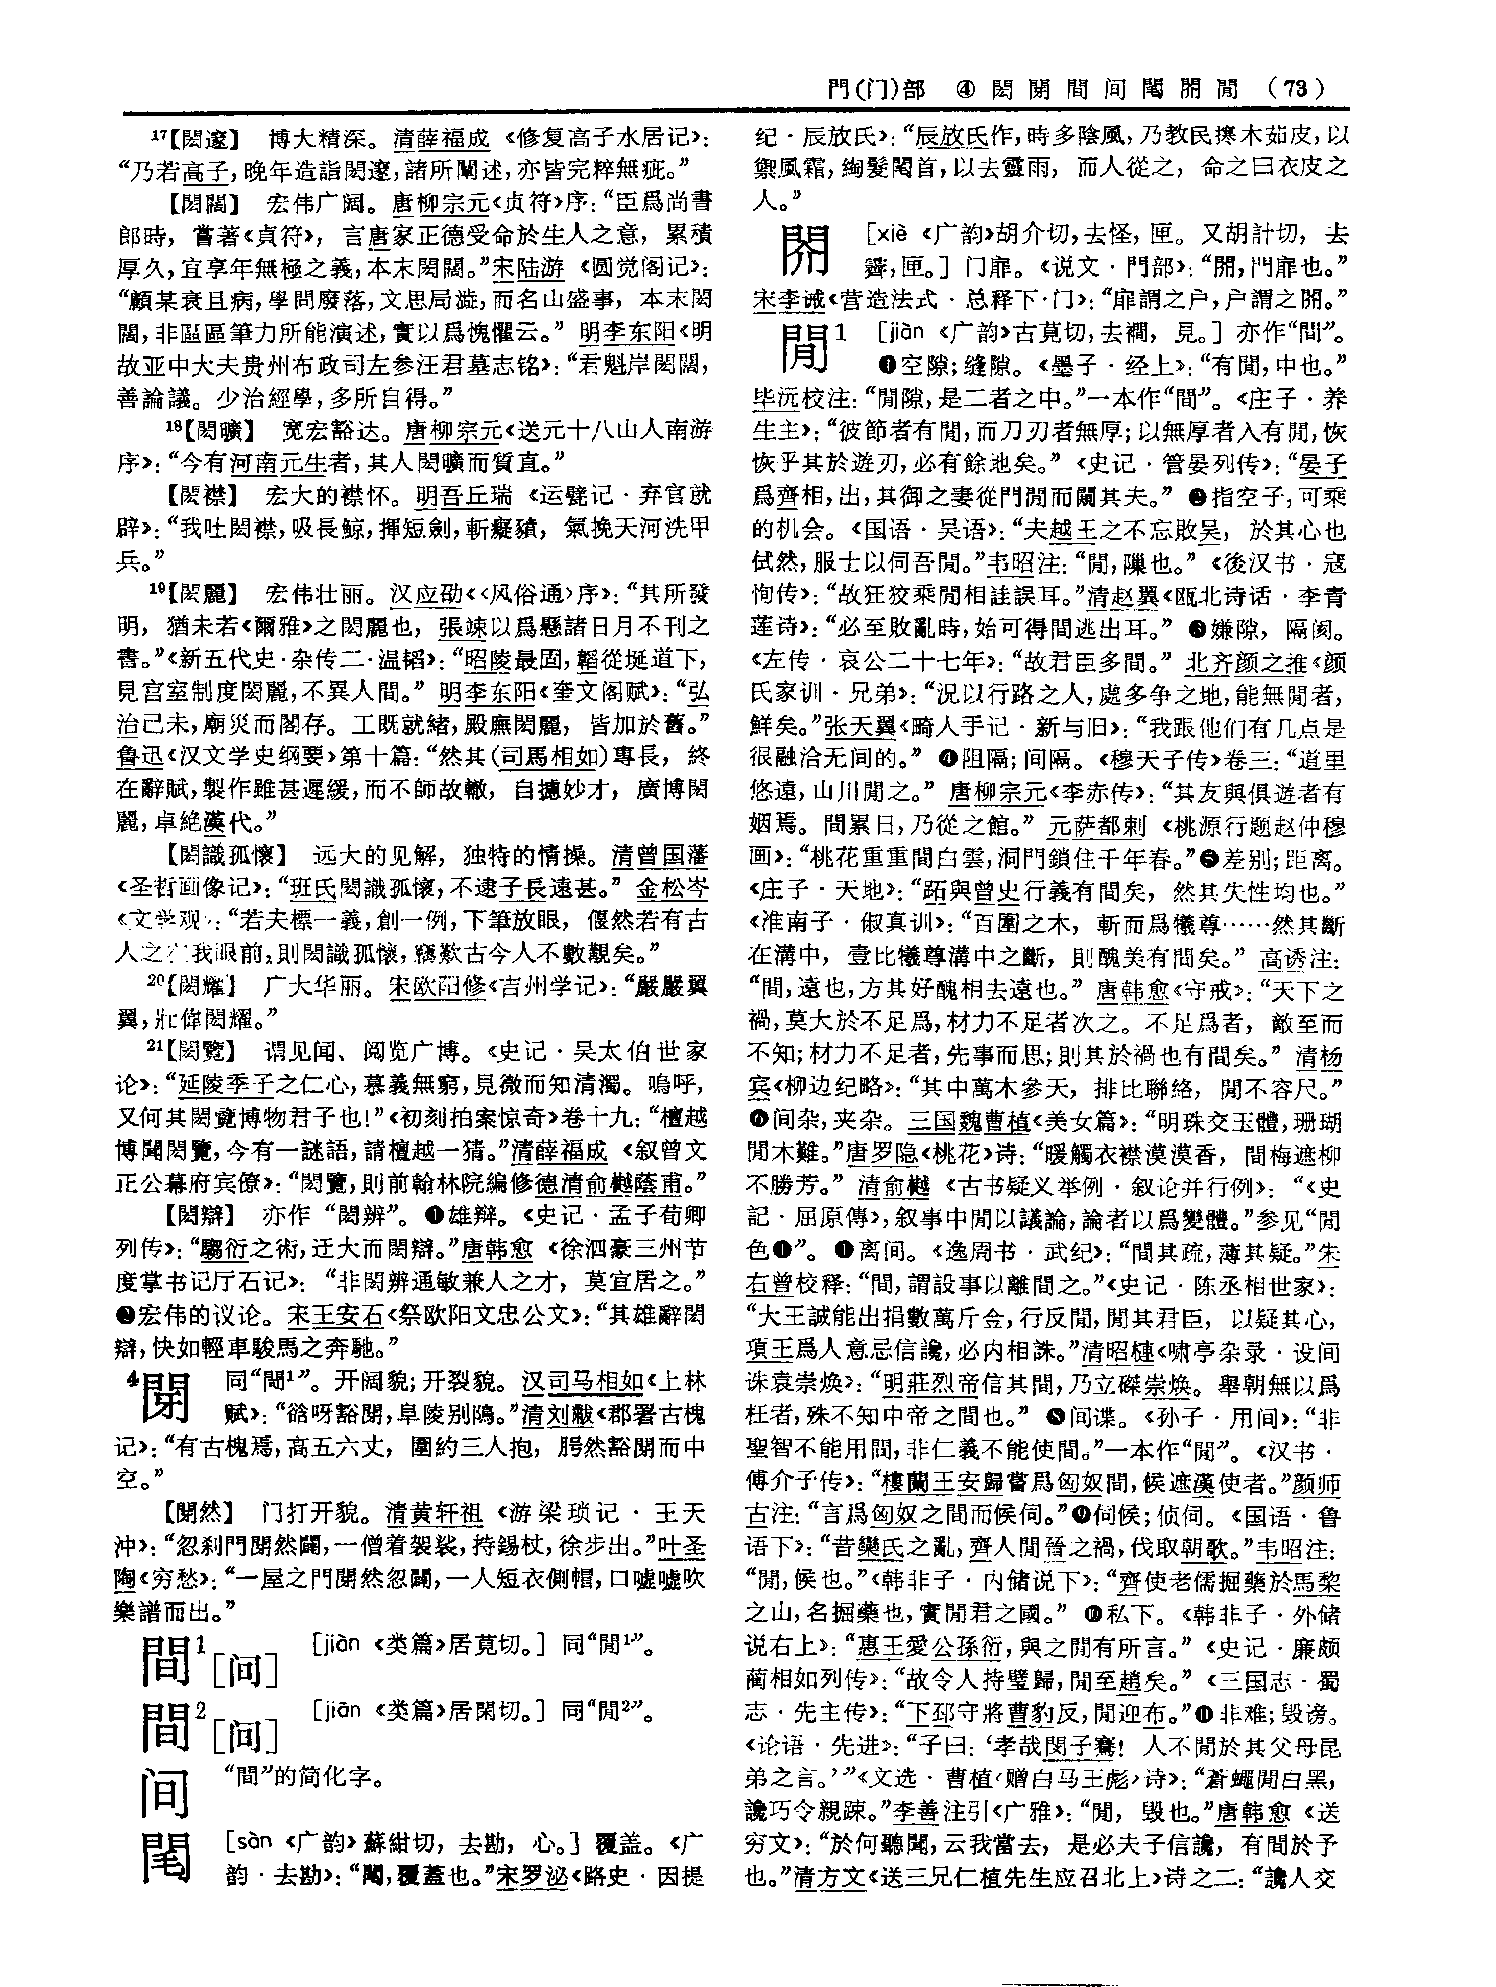 門(门)部 ④ 閎 閕 間 间 閐 閉 閒 (73)
17【閎邃】 博大精深。清薛福成《修复高子水居记》：
“乃若高子，晚年造詣閎邃，諸所闡述，亦皆完粹無疵。”
【閎闊】 宏伟广阔。唐柳宗元《贞符》序：“臣爲尚書
郎時，嘗著《貞符》，言唐家正德受命於生人之意，累積
厚久，宜享年無極之義，本末閎闊。”宋陆游《圆觉阁记》：
“顧某衰且病，學問廢落，文思局澁，而名山盛事，本末閎
闊，非區區筆力所能演述，實以爲愧懼云。”明李东阳《明
故亚中大夫贵州布政司左参汪君墓志铭》：“君魁岸閎闊，
善論議。少治經學，多所自得。”
18【閎曠】 宽宏豁达。唐柳宗元《送元十八山人南游
序》：“今有河南元生者，其人閎曠而質直。”
【閎襟】 宏大的襟怀。明吾丘瑞《运甓记·弃官就
辟》：“我吐閎襟，吸長鯨，揮短劍，斬癡豶，氣挽天河洗甲
兵。”
19【閎麗】 宏伟壮丽。汉应劭《〈风俗通〉序》：“其所發
明，猶未若《爾雅》之閎麗也，張竦以爲懸諸日月不刊之
書。”《新五代史·杂传二·温韬》：“昭陵最固，韜從埏道下，
見宫室制度閎麗，不異人間。”明李东阳《奎文阁赋》：“弘
治己未，廟災而閣存。工既就緒，殿廡閎麗，皆加於舊。”
鲁迅《汉文学史纲要》第十篇：“然其(司馬相如)專長，終
在辭賦，製作雖甚遲緩，而不師故轍，自攄妙才，廣博閎
麗，卓絶漢代。”
【閎識孤懷】 远大的见解，独特的情操。清曾国藩
《圣哲画像记》：“班氏閎識孤懷，不逮子長遠甚。”金松岑
《文学观》：“若夫標一義，創一例，下筆放眼，偃然若有古
人之在我眼前，則閎識孤懷，竊歎古今人不數覯矣。”
20【閎耀】 广大华丽。宋欧阳修《吉州学记》：“嚴嚴翼
翼，壯偉閎耀。”
21【閎覽】 谓见闻、阅览广博。《史记·吴太伯世家
论》：“延陵季子之仁心，慕義無窮，見微而知清濁。嗚呼，
又何其閎覽博物君子也！”《初刻拍案惊奇》卷十九：“檀越
博聞閎覽，今有一謎語，請檀越一猜。”清薛福成《叙曾文
正公幕府宾僚》：“閎覽，則前翰林院編修德清俞樾蔭甫。”
【閎辯】 亦作“閎辨”。❶雄辩。《史记·孟子荀卿
列传》：“騶衍之術，迂大而閎辯。”唐韩愈《徐泗豪三州节
度掌书记厅石记》：“非閎辨通敏兼人之才，莫宜居之。”
❷宏伟的议论。宋王安石《祭欧阳文忠公文》：“其雄辭閎
辯，快如輕車駿馬之奔馳。”
4閕 同“閜1”。开阔貌；开裂貌。汉司马相如《上林
赋》：“谽呀豁閕，阜陵别隝。”清刘黻《郡署古槐
记》：“有古槐焉，高五六丈，圍約三人抱，腭然豁閕而中
空。”
【閕然】 门打开貌。清黄轩祖《游梁琐记·王天
沖》：“忽刹門閕然闢，一僧着袈裟，持錫杖，徐步出。”叶圣
陶《穷愁》：“一屋之門閕然忽闢，一人短衣側帽，口噓噓吹
樂譜而出。”
間1[间] [jiàn 《类篇》居莧切。] 同“閒1”。
間2[间] [jiān 《类篇》居閑切。] 同“閒2”。
间 “間”的简化字。
閐 [sàn 《广韵》蘇紺切，去勘，心。] 覆盖。《广
韵·去勘》：“閐，覆蓋也。”宋罗泌《路史·因提
纪·辰放氏》：“辰放氏作，時多陰風，乃教民揍木茹皮，以
禦風霜，綯髮閐首，以去靈雨，而人從之，命之曰衣皮之
人。”
閉 [xiè 《广韵》胡介切，去怪，匣。又胡計切，去
霽，匣。] 门扉。《说文·門部》：“閉，門扉也。”
宋李诫《营造法式·总释下·门》：“扉謂之户，户謂之閉。”
閒1 [jiàn 《广韵》古莧切，去襇，見。] 亦作“間”。
❶空隙；缝隙。《墨子·经上》：“有閒，中也。”
毕沅校注：“閒隙，是二者之中。”一本作“間”。《庄子·养
生主》：“彼節者有閒，而刀刃者無厚；以無厚者入有閒，恢
恢乎其於遊刃，必有餘地矣。”《史记·管晏列传》：“晏子
爲齊相，出，其御之妻從門閒而闚其夫。”❷指空子，可乘
的机会。《国语·吴语》：“夫越王之不忘敗吴，於其心也
侙然，服士以伺吾閒。”韦昭注：“閒，隟也。”《後汉书·寇
恂传》：“故狂狡乘閒相詿誤耳。”清赵翼《瓯北诗话·李青
莲诗》：“必至敗亂時，始可得間逃出耳。”❸嫌隙，隔阂。
《左传·哀公二十七年》：“故君臣多間。”北齐颜之推《颜
氏家训·兄弟》：“況以行路之人，處多争之地，能無閒者，
鮮矣。”张天翼《畸人手记·新与旧》：“我跟他们有几点是
很融洽无间的。”❹阻隔；间隔。《穆天子传》卷三：“道里
悠遠，山川閒之。”唐柳宗元《李赤传》：“其友與俱遊者有
姻焉。間累日，乃從之館。”元萨都剌《桃源行题赵仲穆
画》：“桃花重重間白雲，洞門鎖住千年春。”❺差别；距离。
《庄子·天地》：“跖與曾史行義有間矣，然其失性均也。”
《淮南子·俶真训》：“百圍之木，斬而爲犧尊……然其斷
在溝中，壹比犧尊溝中之斷，則醜美有間矣。”高诱注：
“間，遠也，方其好醜相去遠也。”唐韩愈《守戒》：“天下之
禍，莫大於不足爲，材力不足者次之。不足爲者，敵至而
不知；材力不足者，先事而思；則其於禍也有間矣。”清杨
宾《柳边纪略》：“其中萬木參天，排比聯絡，閒不容尺。”
❻间杂，夹杂。三国魏曹植《美女篇》：“明珠交玉體，珊瑚
閒木難。”唐罗隐《桃花》诗：“暖觸衣襟漠漠香，間梅遮柳
不勝芳。”清俞樾《古书疑义举例·叙论并行例》：“《史
記·屈原傳》，叙事中閒以議論，論者以爲變體。”参见“閒
色❶”。❼离间。《逸周书·武纪》：“間其疏，薄其疑。”朱
右曾校释：“間，謂設事以離間之。”《史记·陈丞相世家》：
“大王誠能出捐數萬斤金，行反閒，閒其君臣，以疑其心，
項王爲人意忌信讒，必内相誅。”清昭梿《啸亭杂录·设间
诛袁崇焕》：“明莊烈帝信其間，乃立磔崇焕。舉朝無以爲
枉者，殊不知中帝之間也。”❽间谍。《孙子·用间》：“非
聖智不能用間，非仁義不能使間。”一本作“閒”。《汉书·
傅介子传》：“樓蘭王安歸嘗爲匈奴間，候遮漢使者。”颜师
古注：“言爲匈奴之間而候伺。”❾伺候；侦伺。《国语·鲁
语下》：“昔欒氏之亂，齊人閒晉之禍，伐取朝歌。”韦昭注：
“閒，候也。”《韩非子·内储说下》：“齊使老儒掘藥於馬棃
之山，名掘藥也，實閒君之國。”❿私下。《韩非子·外储
说右上》：“惠王愛公孫衍，與之閒有所言。”《史记·廉颇
蔺相如列传》：“故令人持璧歸，閒至趙矣。”《三国志·蜀
志·先主传》：“下邳守將曹豹反，閒迎布。”⓫非难；毁谤。
《论语·先进》：“子曰：‘孝哉閔子騫！人不閒於其父母昆
弟之言。’”《文选·曹植〈赠白马王彪〉诗》：“蒼蠅閒白黑，
讒巧令親踈。”李善注引《广雅》：“閒，毁也。”唐韩愈《送
穷文》：“於何聽聞，云我當去，是必夫子信讒，有間於予
也。”清方文《送三兄仁植先生应召北上》诗之二：“讒人交